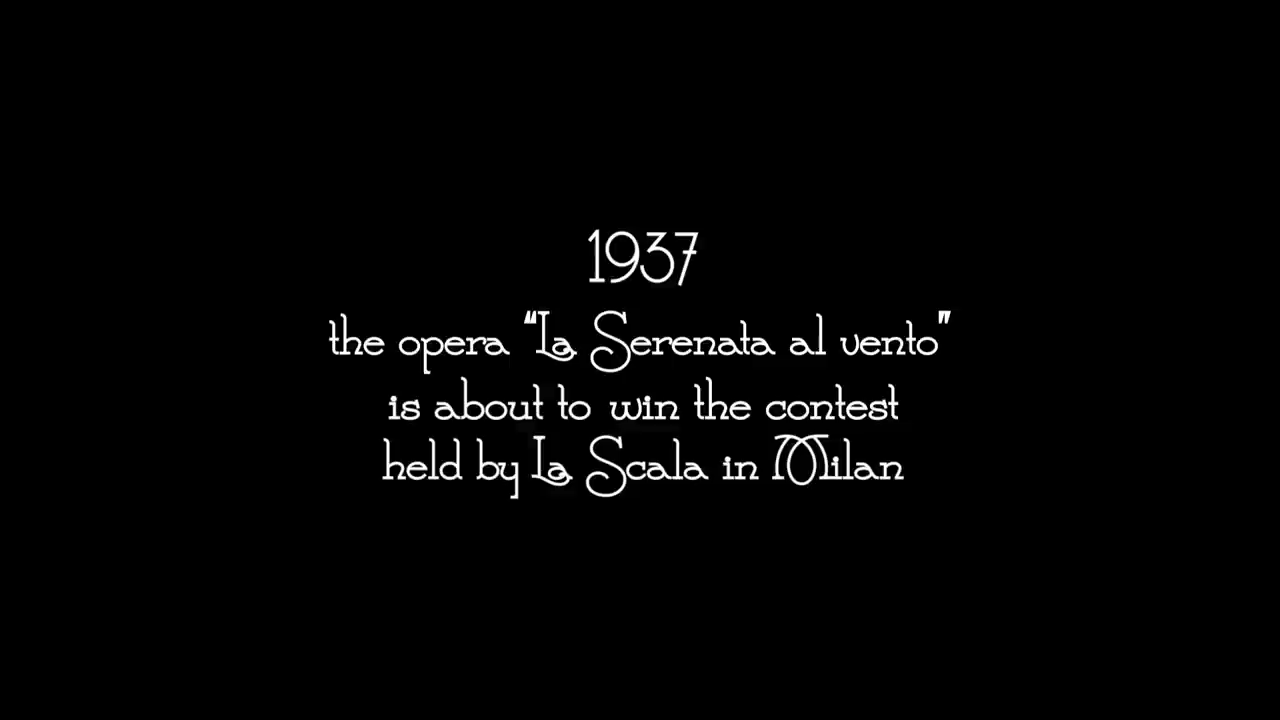 1937
the opera “La Serenata al vento”
is about to win the contest
held by La Scala in Milan